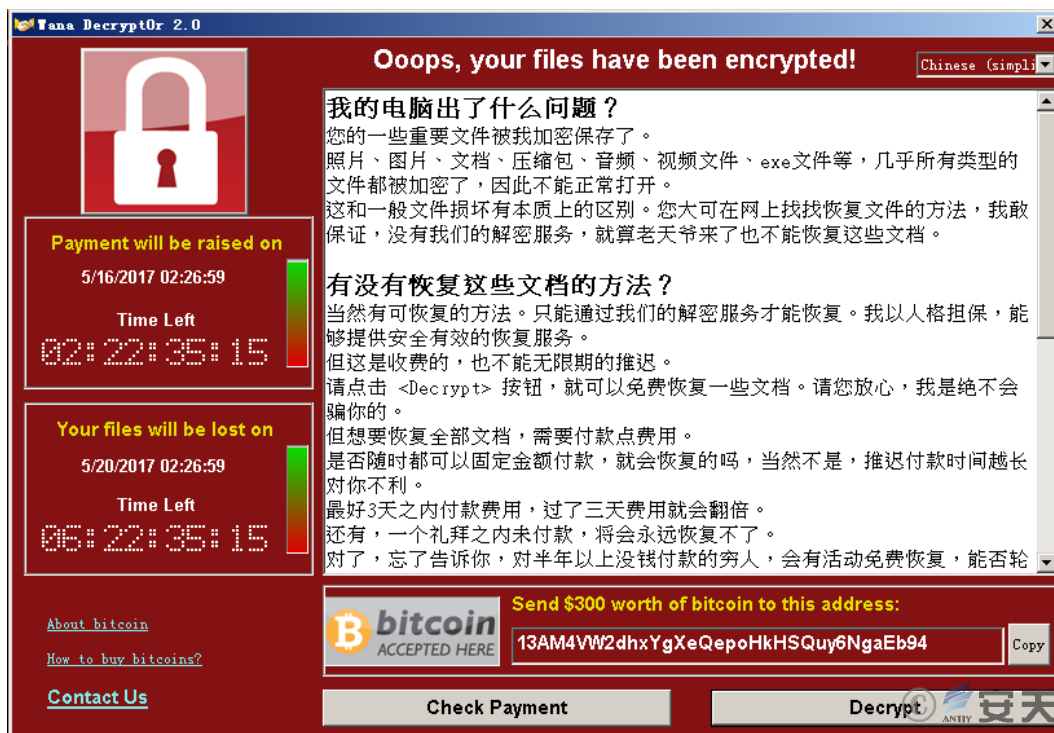 Tana Decrypt0r 2.0
Ooops, your files have been encrypted!
Chinese (simpli
我的电脑出了什么问题？
您的一些重要文件被我加密保存了。
照片、图片、文档、压缩包、音频、视频文件、exe文件等，几乎所有类型的
文件都被加密了，因此不能正常打开。
这和一般文件损坏有本质上的区别。您大可在网上找找恢复文件的方法，我敢
保证，没有我们的解密服务，就算老天爷来了也不能恢复这些文档。
有没有恢复这些文档的方法？
当然有可恢复的方法。只能通过我们的解密服务才能恢复。我以人格担保，能
够提供安全有效的恢复服务。
但这是收费的，也不能无限期的推迟。
请点击 <Decrypt> 按钮，就可以免费恢复一些文档。请您放心，我是绝不会
骗你的。
但想要恢复全部文档，需要付款点费用。
是否随时都可以固定金额付款，就会恢复的吗，当然不是，推迟付款时间越长
对你不利。
最好3天之内付款费用，过了三天费用就会翻倍。
还有，一个礼拜之内未付款，将会永远恢复不了。
对了，忘了告诉你，对半年以上没钱付款的穷人，会有活动免费恢复，能否轮
Payment will be raised on
5/16/2017 02:26:59
Time Left
02:22:35:15
Your files will be lost on
5/20/2017 02:26:59
Time Left
06:22:35:15
About bitcoin
How to buy bitcoins?
Contact Us
bitcoin
ACCEPTED HERE
Send $300 worth of bitcoin to this address:
13AM4VW2dhxYgXeQepoHkHSQuy6NgaEb94
Copy
Check Payment
Decrypt
© ANTIY 安天